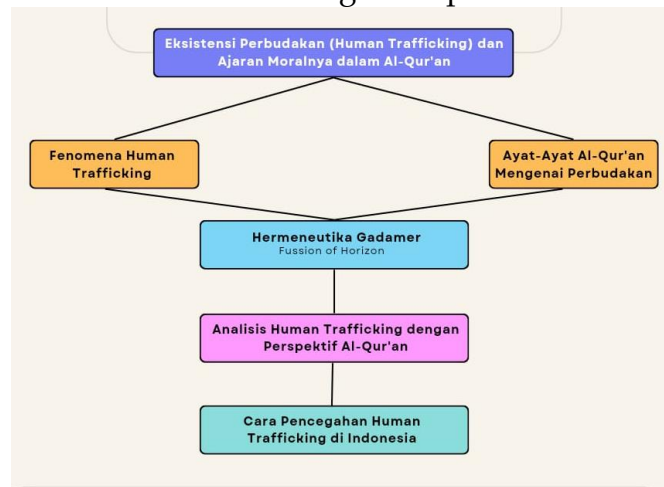 Eksistensi Perbudakan (Human Trafficking) dan
Ajaran Moralnya dalam Al-Qur'an
Fenomena Human
Trafficking
Ayat-Ayat Al-Qur'an
Mengenai Perbudakan
Hermeneutika Gadamer
Fussion of Horizon
Analisis Human Trafficking dengan
Perspektif Al-Qur'an
Cara Pencegahan Human
Trafficking di Indonesia